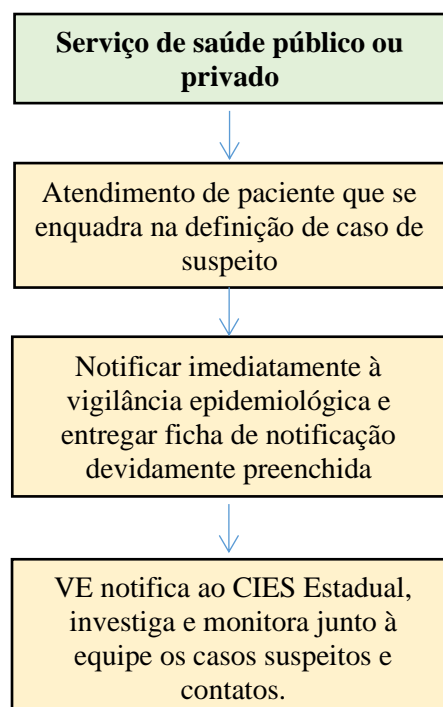 Serviço de saúde público ou
privado
Atendimento de paciente que se
enquadra na definição de caso de
suspeito
Notificar imediatamente à
vigilância epidemiológica e
entregar ficha de notificação
devidamente preenchida
VE notifica ao CIES Estadual,
investiga e monitora junto à
equipe os casos suspeitos e
contatos.